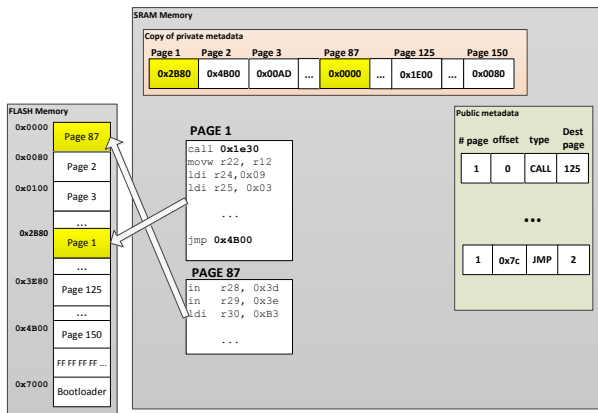 SRAM Memory
Copy of private metadata
Page 1 Page 2 Page 3 Page 87 Page 125 Page 150
0x2B80 0x4B00 0x00AD ... 0x0000 ... 0x1E00 ... 0x0080
FLASH Memory
0x0000 Page 87
0x0080 Page 2
0x0100 Page 3
...
0x2B80 Page 1
...
0x3E80 Page 125
...
0x4B00 Page 150
FF FF FF FF ...
0x7000 Bootloader
PAGE 1
call 0x1e30
movw r22, r12
ldi r24,0x09
ldi r25, 0x03
...
jmp 0x4B00
PAGE 87
in r28, 0x3d
in r29, 0x3e
ldi r30, 0xB3
...
Public metadata
# page offset type Dest page
1 0 CALL 125
...
1 0x7c JMP 2